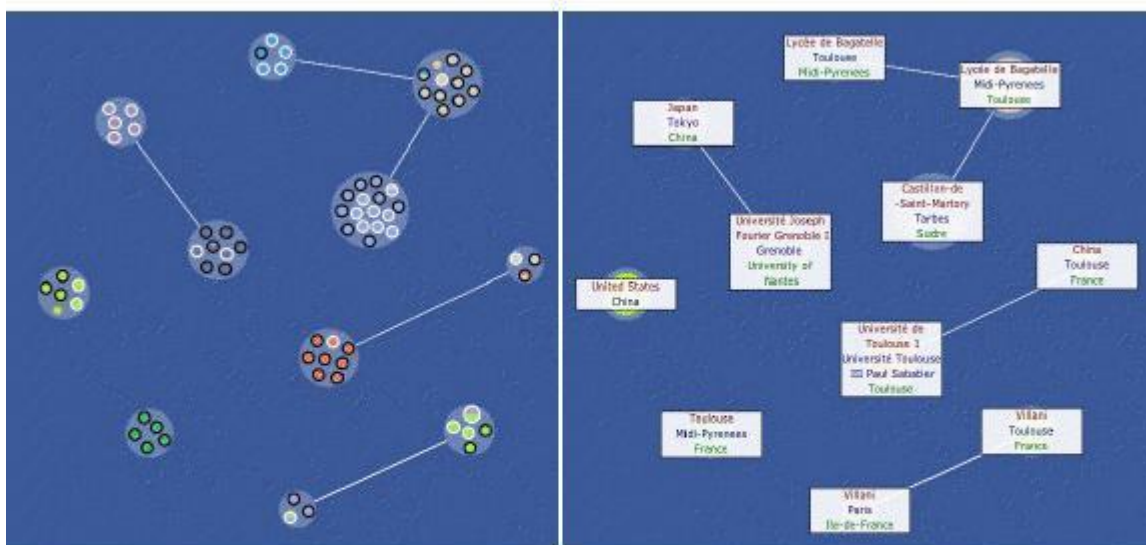 Lycée de Bagatelle
Toulouse
Midi-Pyrenees
Lycée de Bagatelle
Midi-Pyrenees
Toulouse
Japan
Tokyo
China
Castillon-de
-Saint-Martory
Tarbes
Sudre
Université Joseph
Fourier Grenoble I
Grenoble
University of
Nantes
China
Toulouse
France
United States
China
Université de
Toulouse 1
Université Toulouse
III Paul Sabatier
Toulouse
Toulouse
Midi-Pyrenees
France
Villani
Toulouse
France
Villani
Paris
Ile-de-France